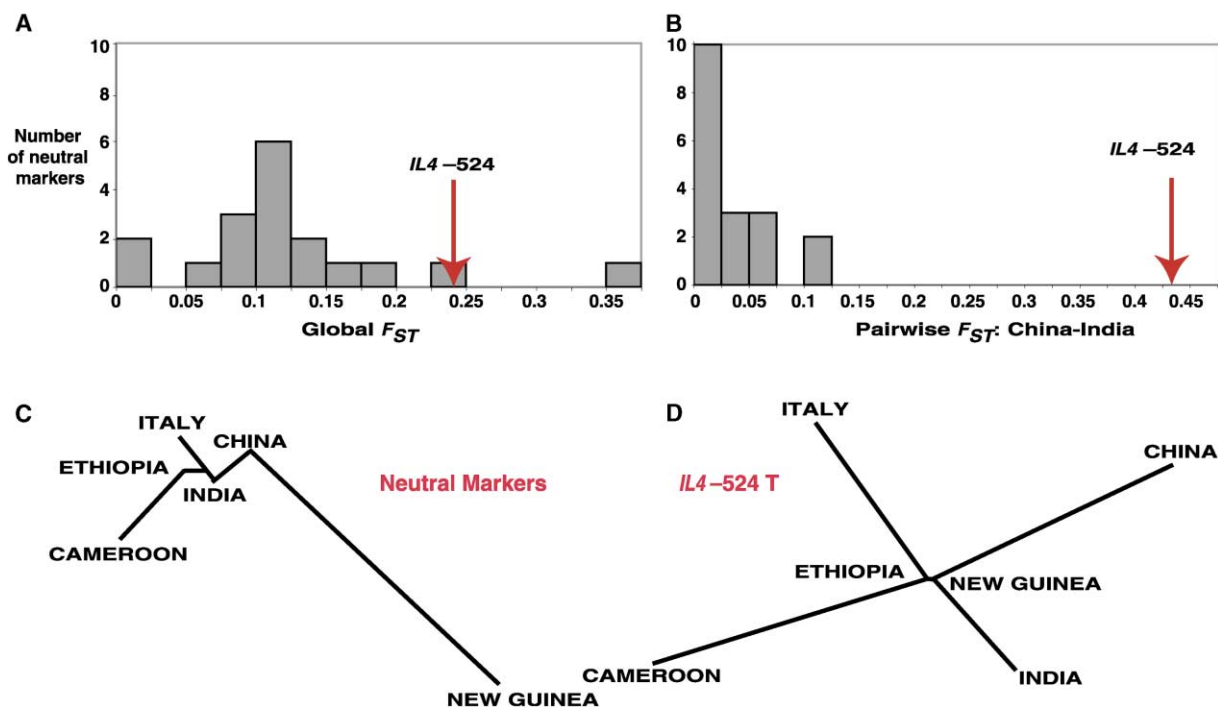 A
B
10
8
6
4
2
0
Number
of neutral
markers
IL4 –524
0 0.05 0.1 0.15 0.2 0.25 0.3 0.35
Global FST
10
8
6
4
2
0
IL4 –524
0 0.05 0.1 0.15 0.2 0.25 0.3 0.35 0.4 0.45
Pairwise FST: China-India
C
ITALY
CHINA
ETHIOPIA
INDIA
CAMEROON
NEW GUINEA
Neutral Markers
D
IL4 –524 T
ITALY
CHINA
ETHIOPIA
NEW GUINEA
CAMEROON
INDIA